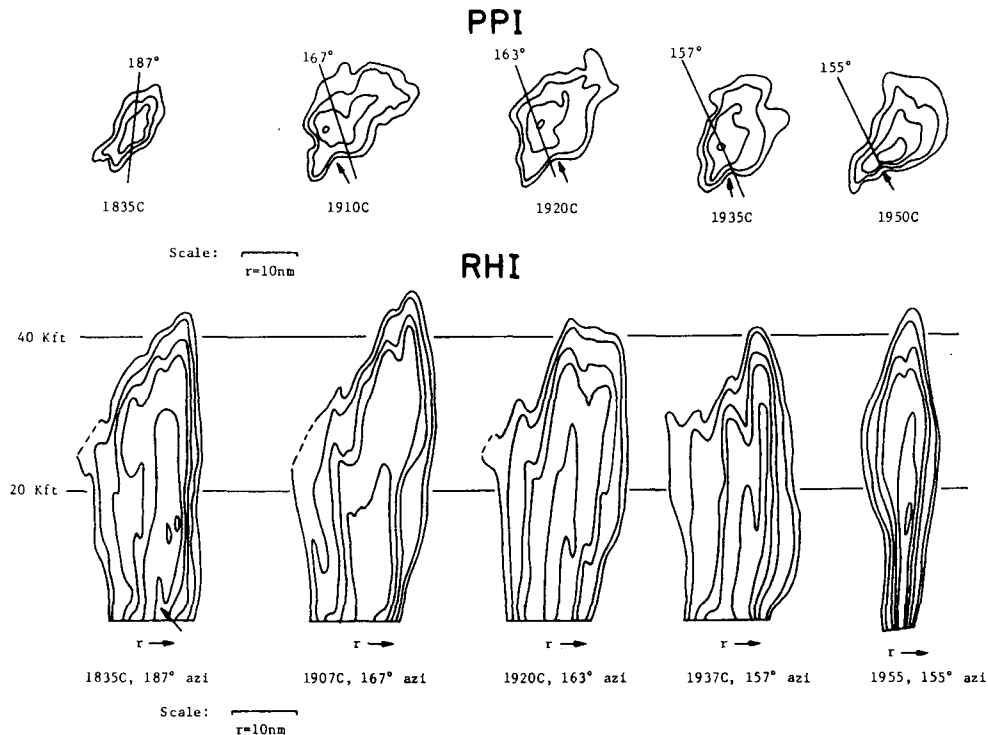 PPI
187°
167°
163°
157°
155°
1835C
1910C
1920C
1935C
1950C
Scale:
r=10nm
RHI
40 Kft
20 Kft
r
r
r
r
r
1835C, 187° azi
1907C, 167° azi
1920C, 163° azi
1937C, 157° azi
1955, 155° azi
Scale:
r=10nm